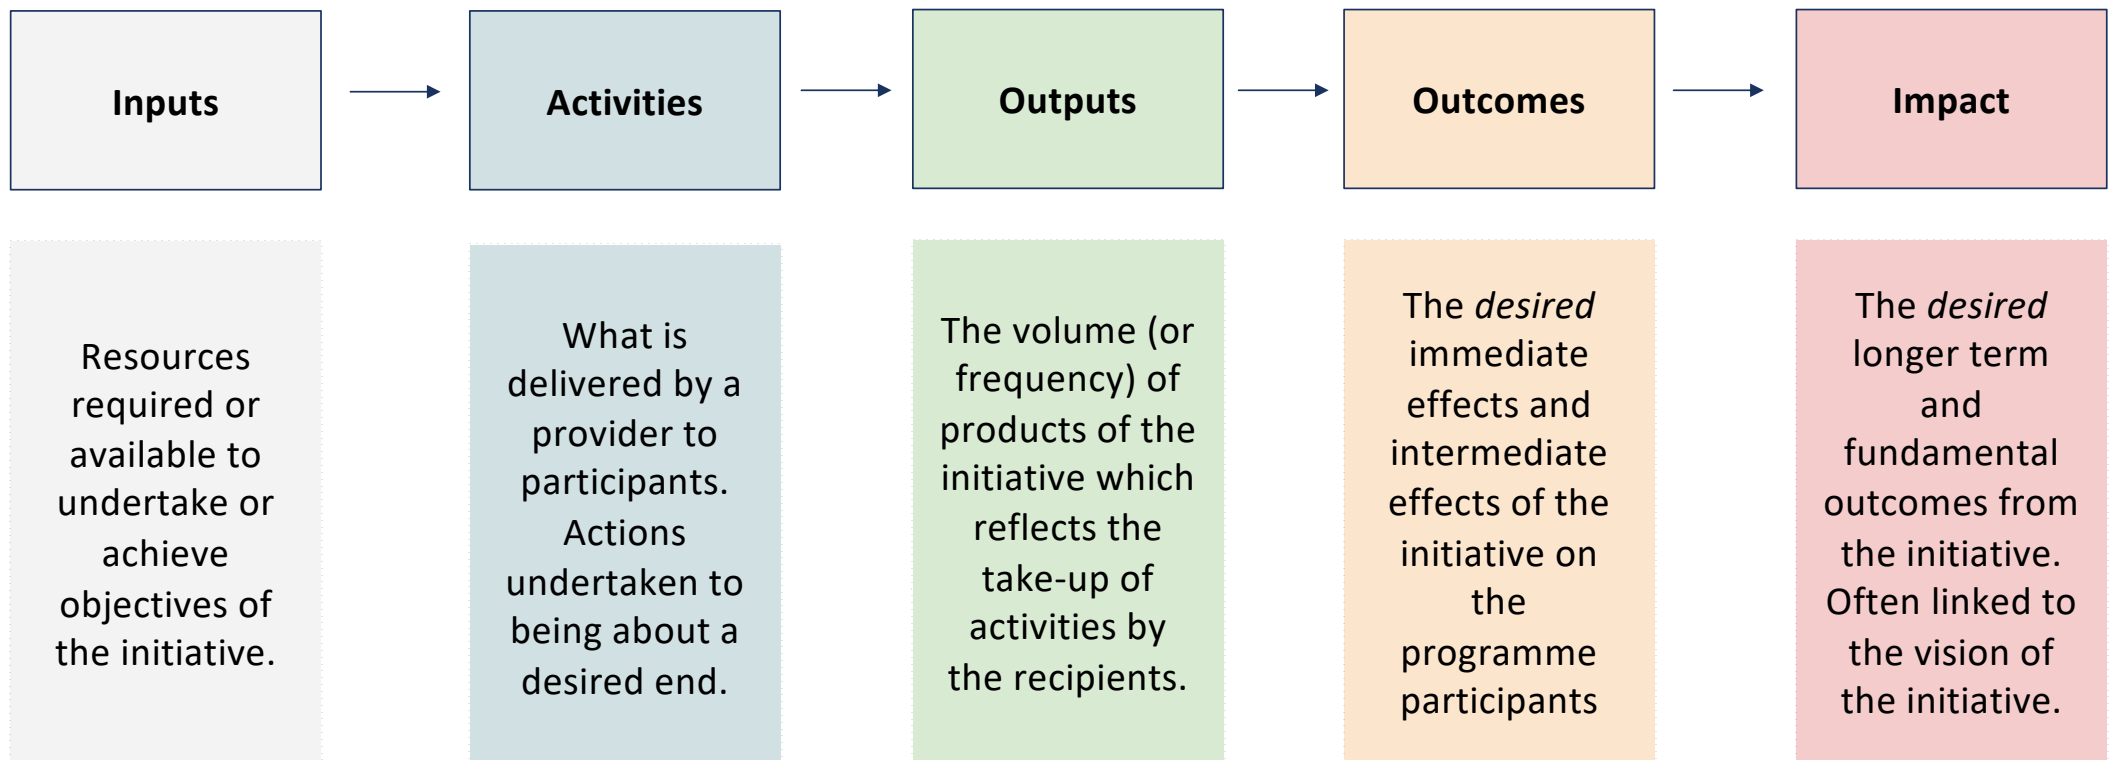 Inputs
Activities
Outputs
Outcomes
Impact
Resources
required or
available to
undertake or
achieve
objectives of
the initiative.
What is
delivered by a
provider to
participants.
Actions
undertaken to
being about a
desired end.
The volume (or
frequency) of
products of the
initiative which
reflects the
take-up of
activities by
the recipients.
The desired
immediate
effects and
intermediate
effects of the
initiative on
the
programme
participants
The desired
longer term
and
fundamental
outcomes from
the initiative.
Often linked to
the vision of
the initiative.